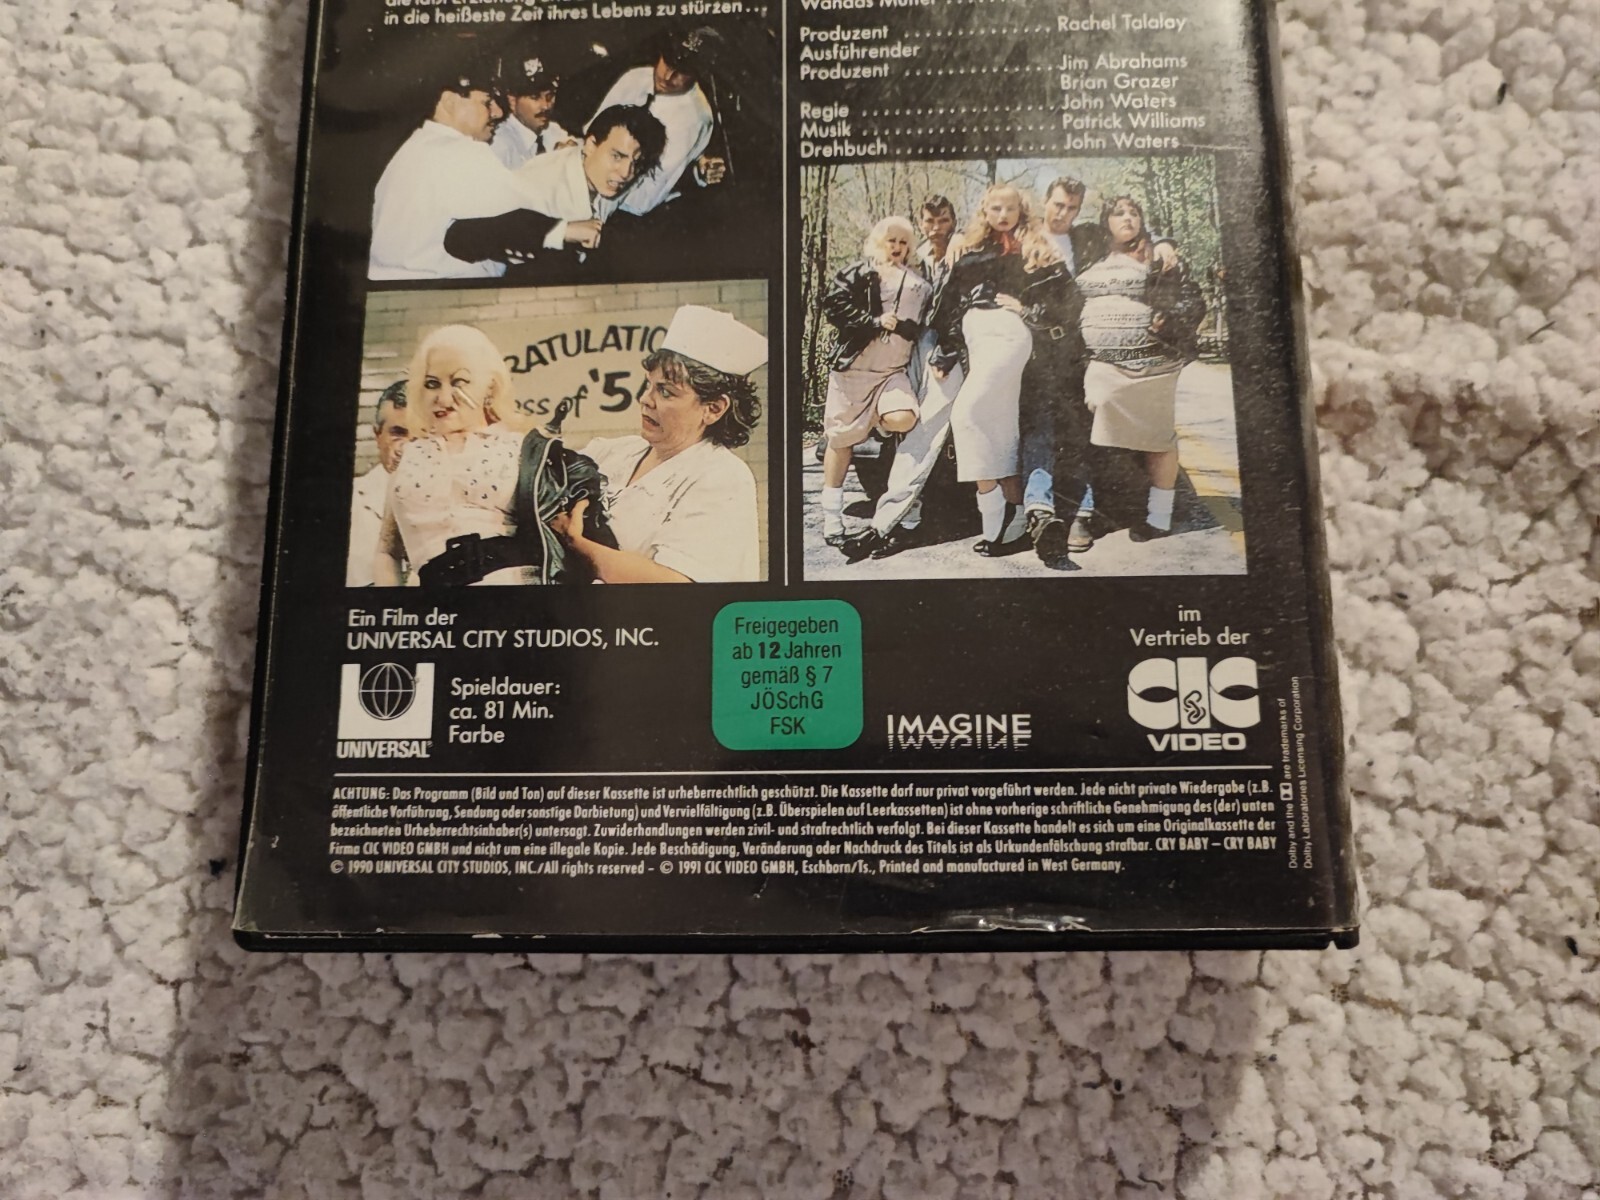 in die heißeste Zeit ihres Lebens zu stürzen...
Wandas Mutter
Produzent ............. Rachel Talalay
Ausführender
Produzent ............. Jim Abrahams
Brian Grazer
Regie ................. John Waters
Musik ................. Patrick Williams
Drehbuch .............. John Waters
RATULATIO
ss of '54
Ein Film der
UNIVERSAL CITY STUDIOS, INC.
UNIVERSAL
Spieldauer:
ca. 81 Min.
Farbe
Freigegeben
ab 12 Jahren
gemäß § 7
JÖSchG
FSK
IMAGINE
im
Vertrieb der
CIC
VIDEO
ACHTUNG: Das Programm (Bild und Ton) auf dieser Kassette ist urheberrechtlich geschützt. Die Kassette darf nur privat vorgeführt werden. Jede nicht private Wiedergabe (z.B.
öffentliche Vorführung, Sendung oder sonstige Darbietung) und Vervielfältigung (z.B. Überspielen auf Leerkassetten) ist ohne vorherige schriftliche Genehmigung des (der) unten
bezeichneten Urheberrechtsinhaber(s) untersagt. Zuwiderhandlungen werden zivil- und strafrechtlich verfolgt. Bei dieser Kassette handelt es sich um eine Originalkassette der
Firma CIC VIDEO GMBH und nicht um eine illegale Kopie. Jede Beschädigung, Veränderung oder Nachdruck des Titels ist als Urkundenfälschung strafbar. CRY BABY – CRY BABY
© 1990 UNIVERSAL CITY STUDIOS, INC./All rights reserved – © 1991 CIC VIDEO GMBH, Eschborn/Ts., Printed and manufactured in West Germany.
Dolby and the are trademarks of
Dolby Laboratories Licensing Corporation